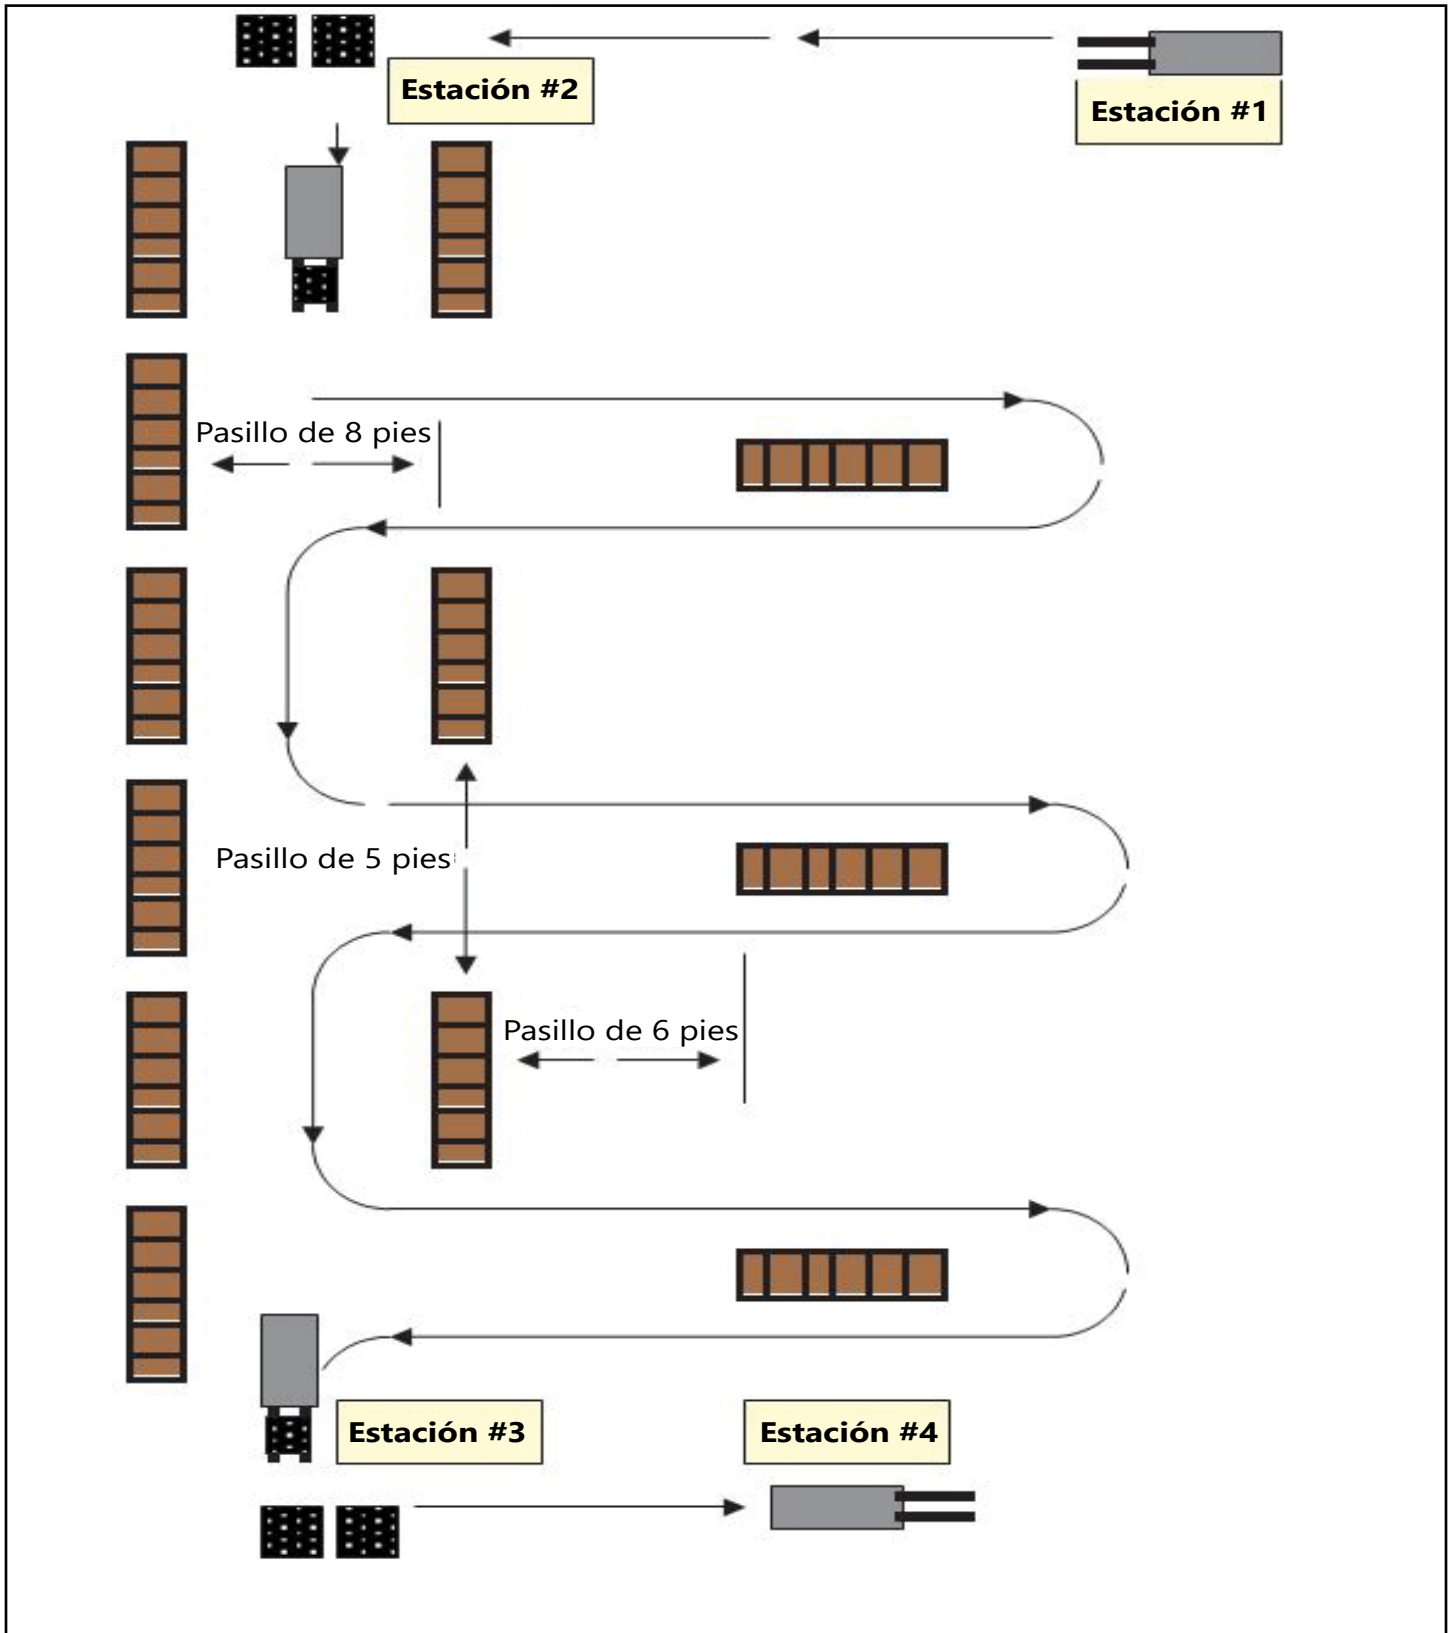 Estación #2
Estación #1
Pasillo de 8 pies
Pasillo de 5 pies
Pasillo de 6 pies
Estación #3
Estación #4